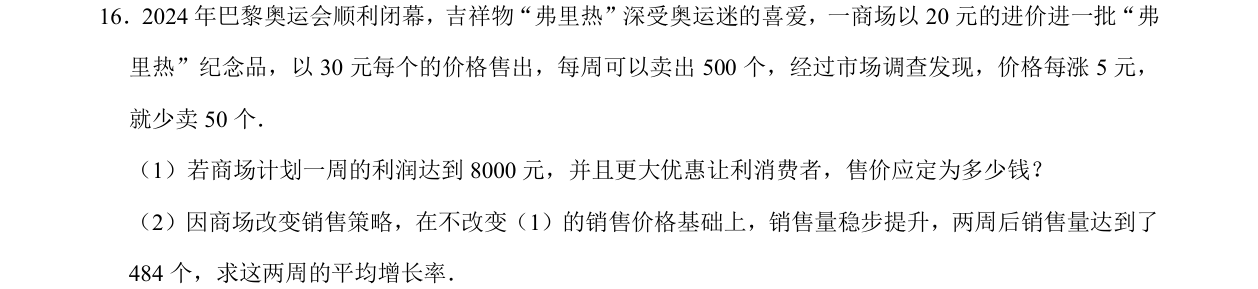 16．2024 年巴黎奥运会顺利闭幕，吉祥物“弗里热”深受奥运迷的喜爱，一商场以 20 元的进价进一批“弗
里热”纪念品，以 30 元每个的价格售出，每周可以卖出 500 个，经过市场调查发现，价格每涨 5 元，
就少卖 50 个．
（1）若商场计划一周的利润达到 8000 元，并且更大优惠让利消费者，售价应定为多少钱？
（2）因商场改变销售策略，在不改变（1）的销售价格基础上，销售量稳步提升，两周后销售量达到了
484 个，求这两周的平均增长率．